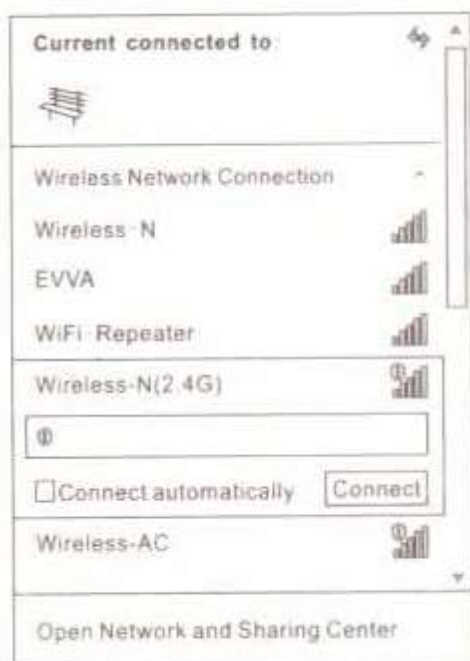 Current connected to:
Wireless Network Connection
Wireless-N
EVVA
WiFi-Repeater
Wireless-N(2.4G)
Connect automatically
Connect
Wireless-AC
Open Network and Sharing Center